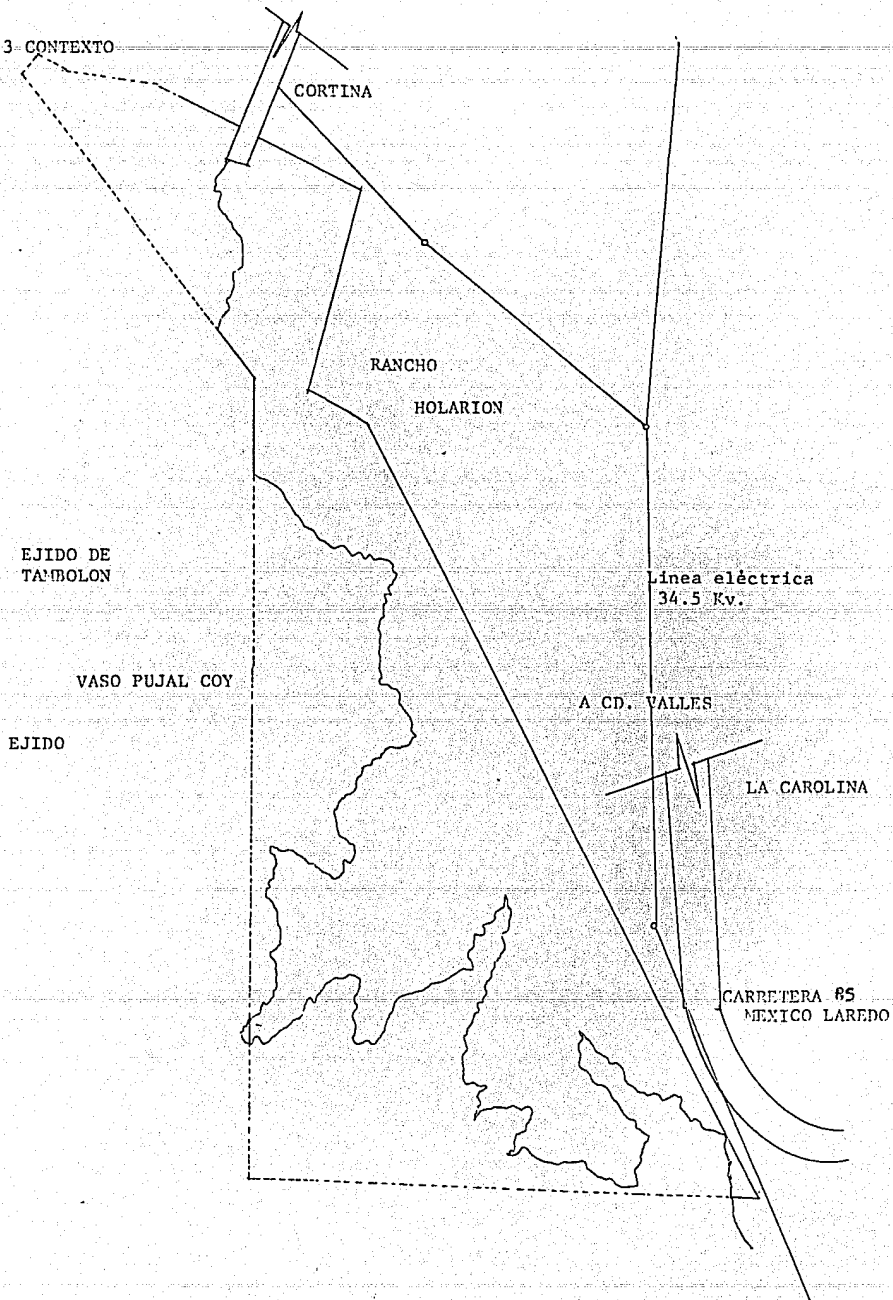 3 CONTEXTO
CORTINA
RANCHO
HOLARION
EJIDO DE
TAMBOLON
Línea eléctrica
34.5 Kv.
VASO PUJAL COY
A CD. VALLES
EJIDO
LA CAROLINA
CARRETERA 85
MEXICO LAREDO